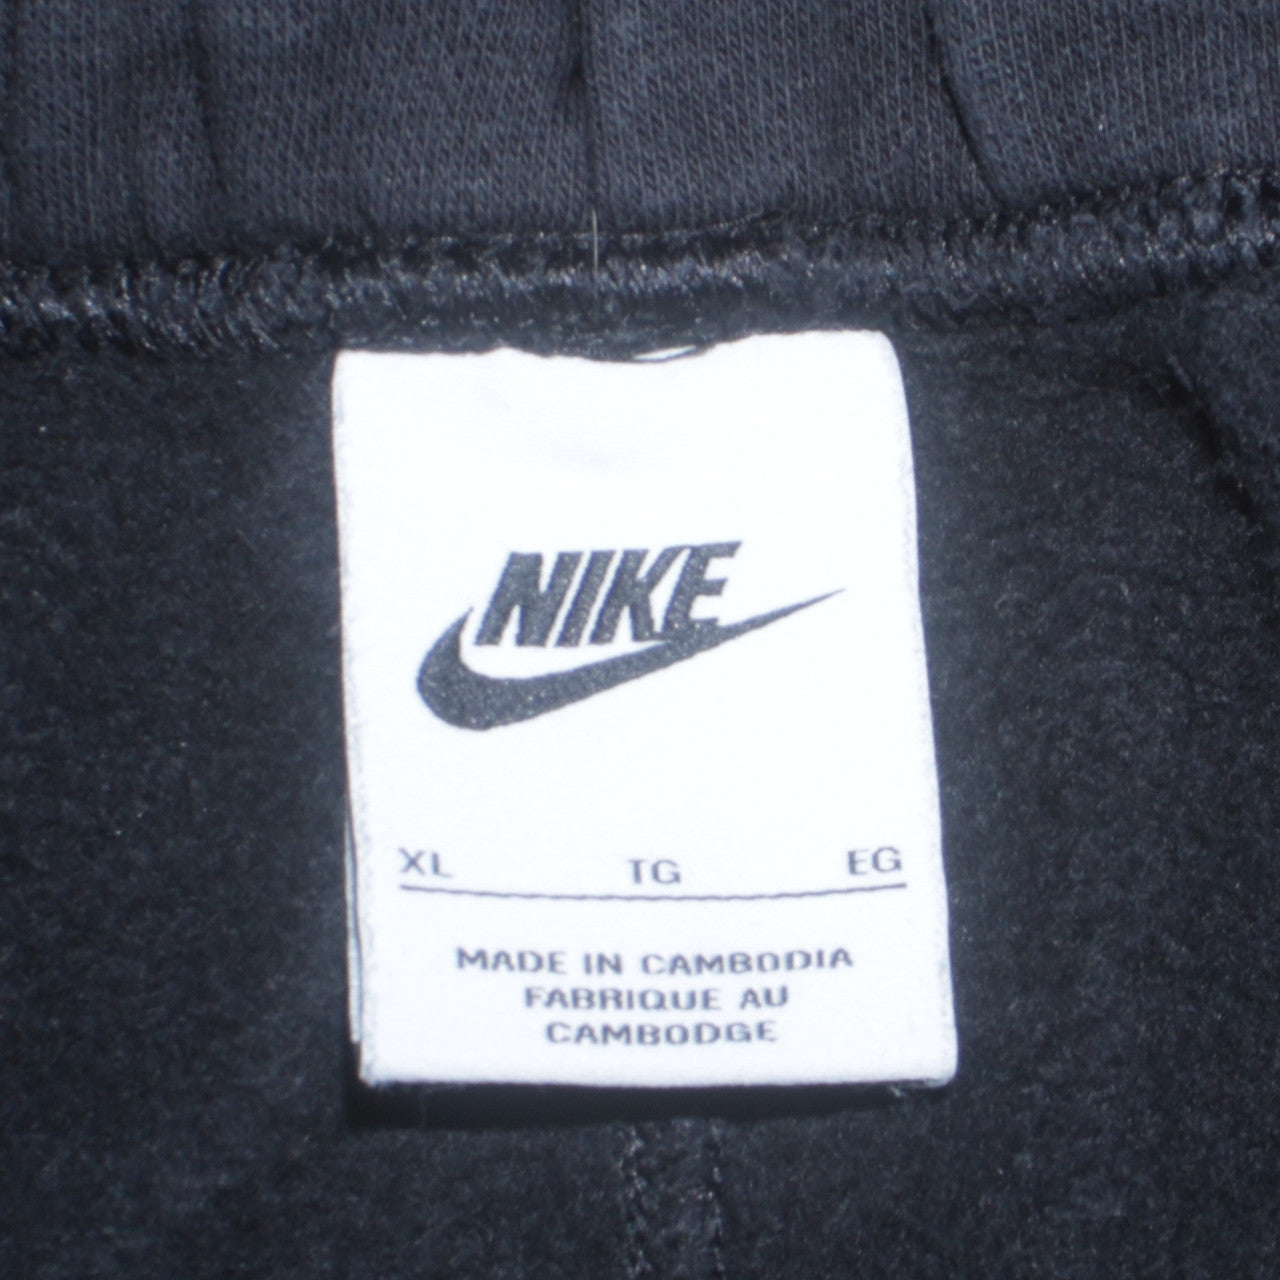 NIKE
XL TG EG
MADE IN CAMBODIA
FABRIQUE AU
CAMBODGE